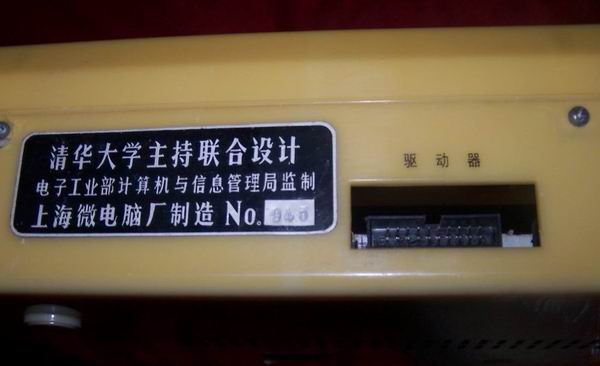 清华大学主持联合设计
电子工业部计算机与信息管理局监制
上海微电脑厂制造 No.
驱动器